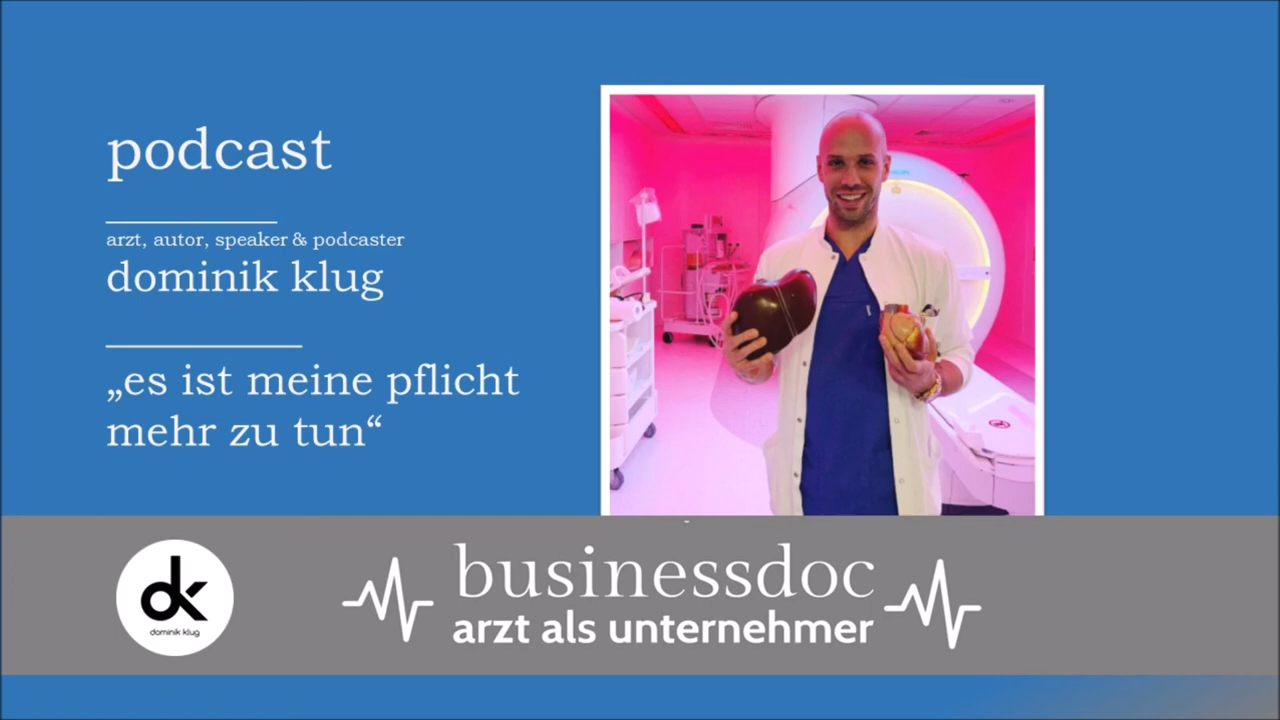 podcast
arzt, autor, speaker & podcaster
dominik klug
„es ist meine pflicht
mehr zu tun“
dk
dominik klug
businessdoc
arzt als unternehmer